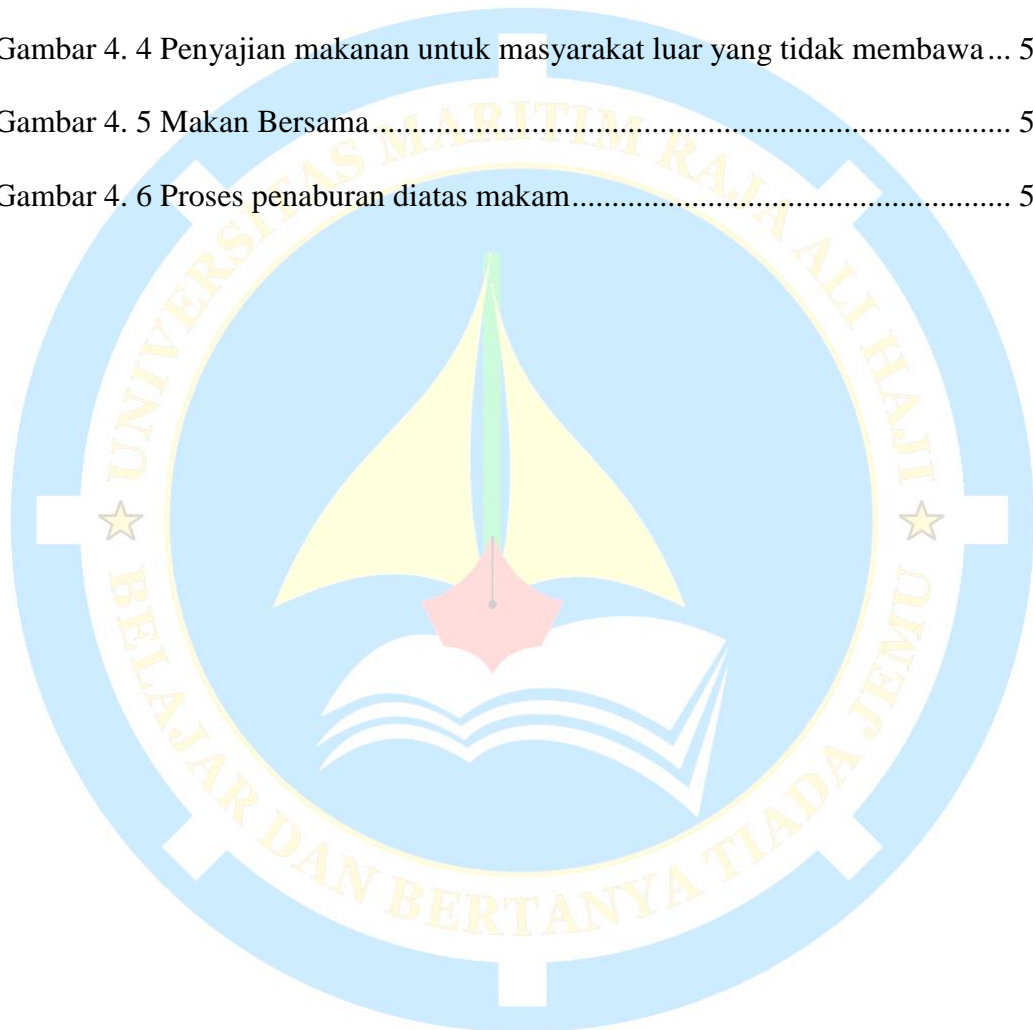 Gambar 4. 4 Penyajian makanan untuk masyarakat luar yang tidak membawa ... 5
Gambar 4. 5 Makan Bersama................................................................................ 5
Gambar 4. 6 Proses penaburan diatas makam....................................................... 5
UNIVERSITAS MARITIM RAJA ALI HAJI
BELAJAR DAN BERTANYA TIADA JEMU